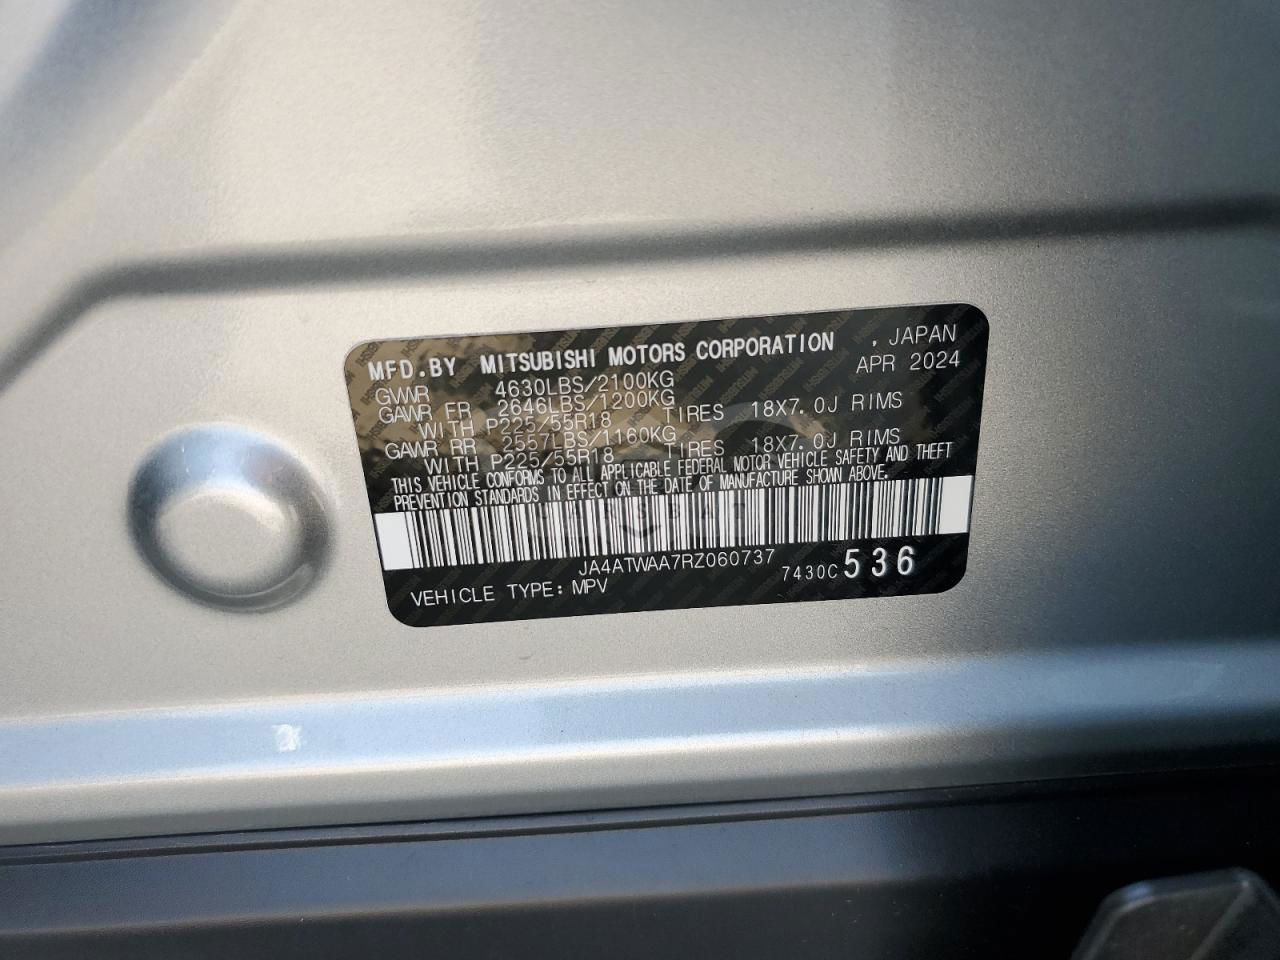 MFD.BY MITSUBISHI MOTORS CORPORATION , JAPAN
APR 2024
GVWR 4630LBS/2100KG
GAWR FR 2646LBS/1200KG
WITH P225/55R18 TIRES 18X7.0J RIMS
GAWR RR 2557LBS/1160KG
WITH P225/55R18 TIRES 18X7.0J RIMS
THIS VEHICLE CONFORMS TO ALL APPLICABLE FEDERAL MOTOR VEHICLE SAFETY AND THEFT
PREVENTION STANDARDS IN EFFECT ON THE DATE OF MANUFACTURE SHOWN ABOVE.
JA4ATWAA7RZ060737
7430C 536
VEHICLE TYPE: MPV